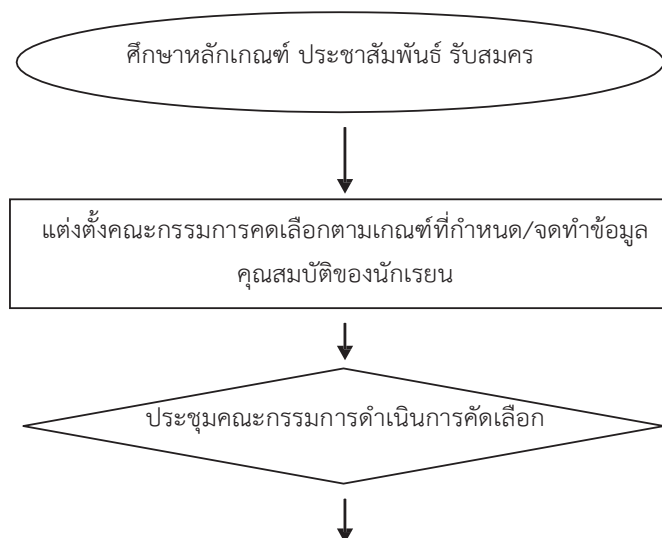 ศึกษาหลักเกณฑ์ ประชาสัมพันธ์ รับสมคร
แต่งตั้งคณะกรรมการคดเลือกตามเกณฑ์ที่กำหนด/จดทำข้อมูล
คุณสมบัติของนักเรยน
ประชุมคณะกรรมการดำเนินการคัดเลือก